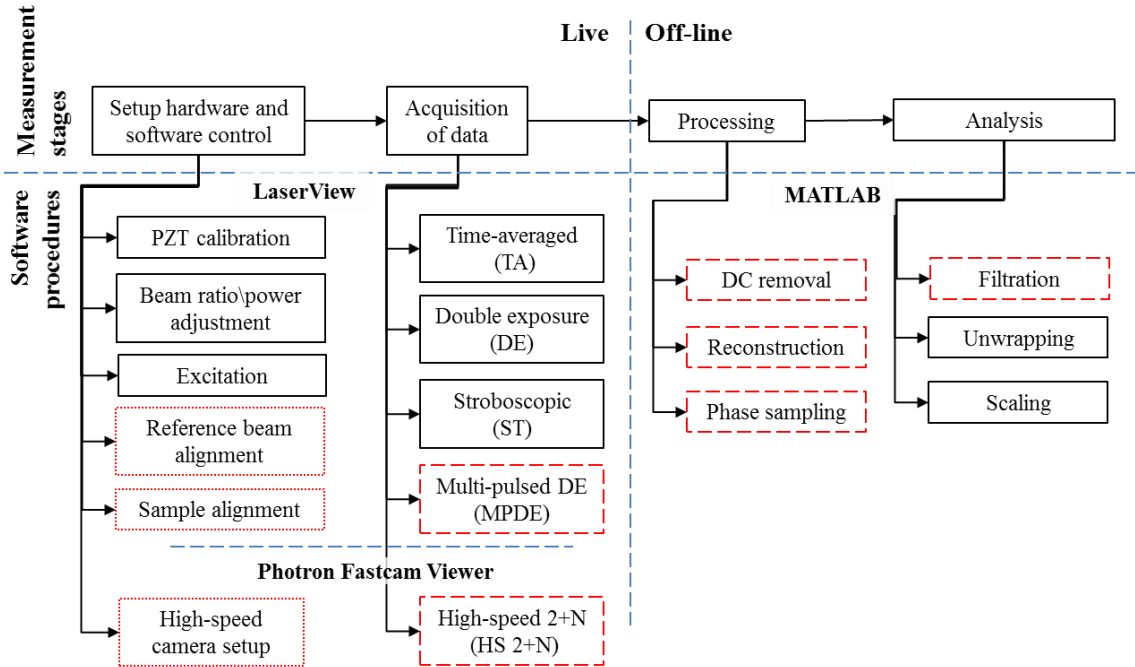 Live
Off-line
Measurement
stages
Setup hardware and
software control
Acquisition
of data
Processing
Analysis
Software
procedures
LaserView
MATLAB
PZT calibration
Beam ratio\power
adjustment
Excitation
Reference beam
alignment
Sample alignment
Time-averaged
(TA)
Double exposure
(DE)
Stroboscopic
(ST)
Multi-pulsed DE
(MPDE)
DC removal
Reconstruction
Phase sampling
Filtration
Unwrapping
Scaling
Photron Fastcam Viewer
High-speed
camera setup
High-speed 2+N
(HS 2+N)